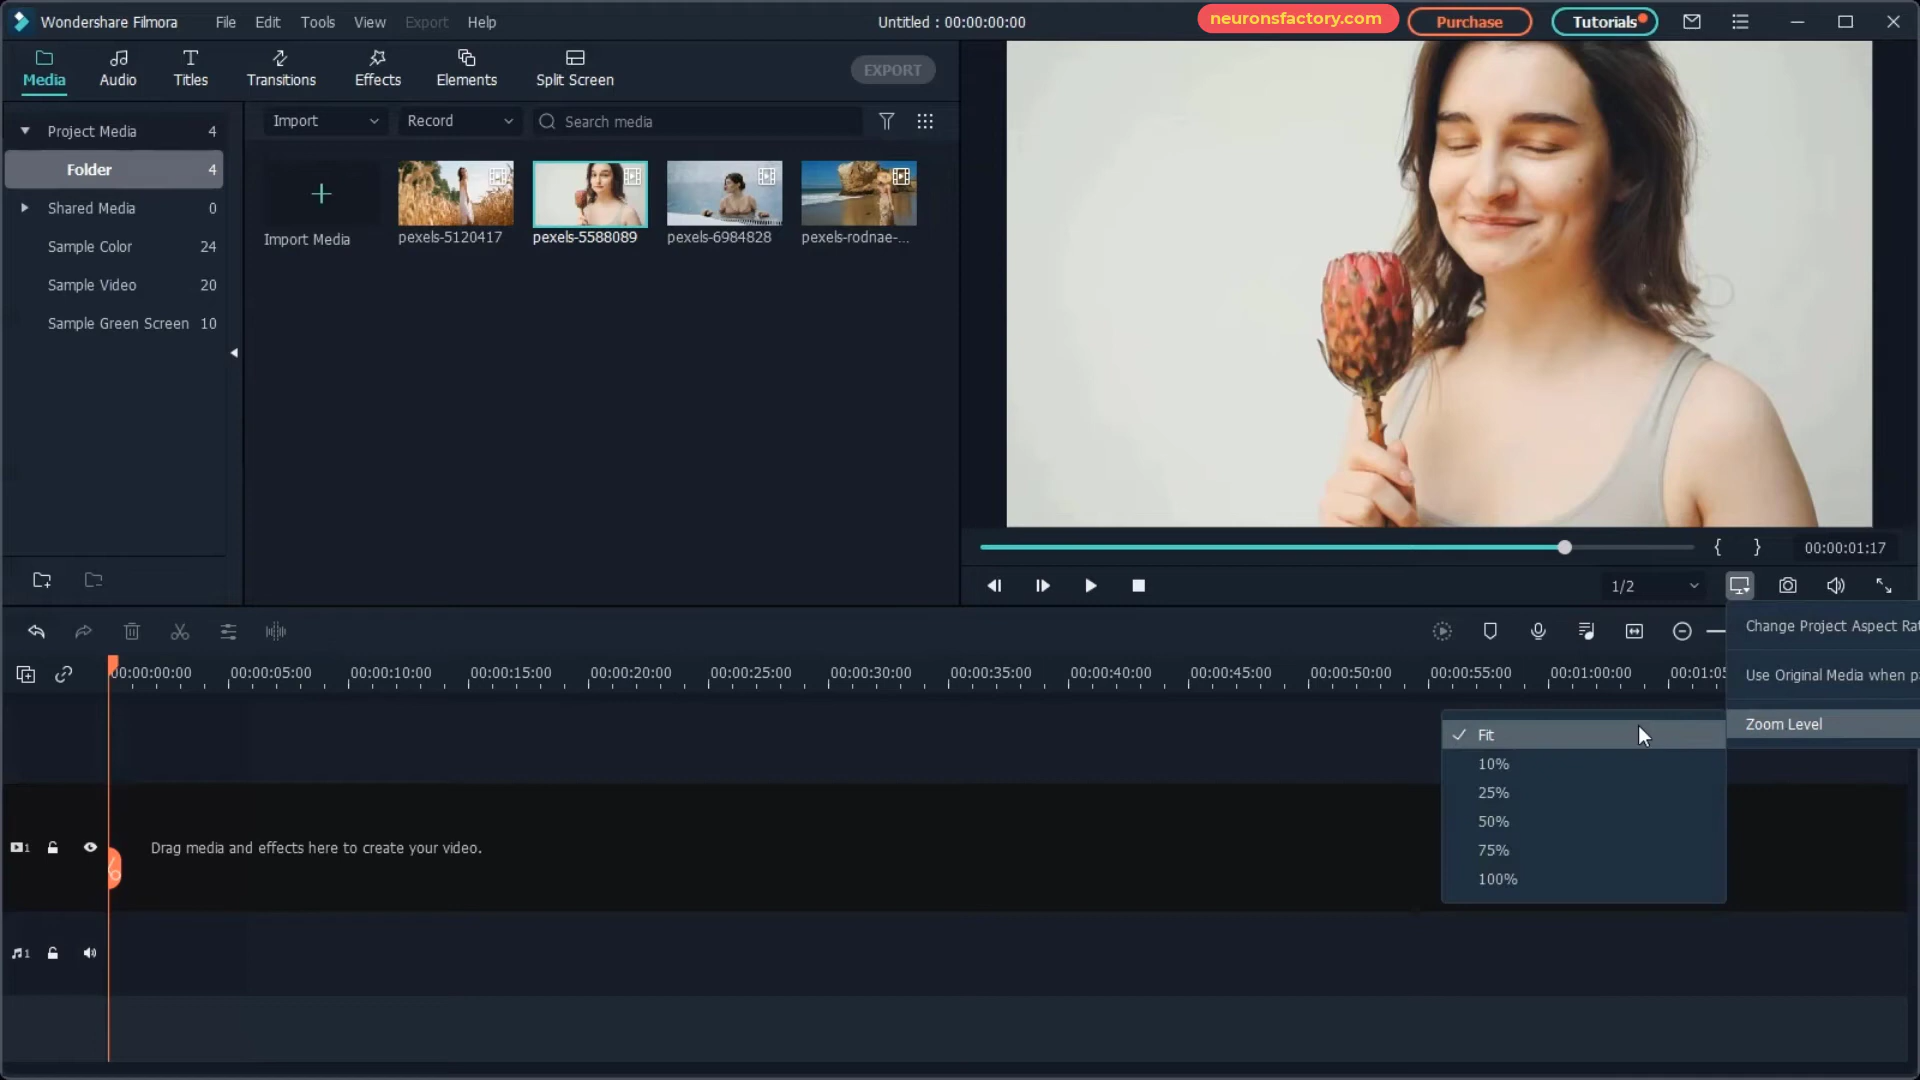 Wondershare Filmora File Edit Tools View Export Help Untitled : 00:00:00:00 neuronsfactory.com Purchase Tutorials
Media Audio Titles Transitions Effects Elements Split Screen EXPORT
Project Media 4
Folder 4
Shared Media 0
Sample Color 24
Sample Video 20
Sample Green Screen 10
Import Record Search media
Import Media pexels-5120417 pexels-5588089 pexels-6984828 pexels-rodnae-...
{ } 00:00:01:17
1/2
Change Project Aspect Rat
Use Original Media when p
Zoom Level
00:00:00:00 00:00:05:00 00:00:10:00 00:00:15:00 00:00:20:00 00:00:25:00 00:00:30:00 00:00:35:00 00:00:40:00 00:00:45:00 00:00:50:00 00:00:55:00 00:01:00:00 00:01:05
Fit
10%
25%
50%
75%
100%
1 Drag media and effects here to create your video.
1